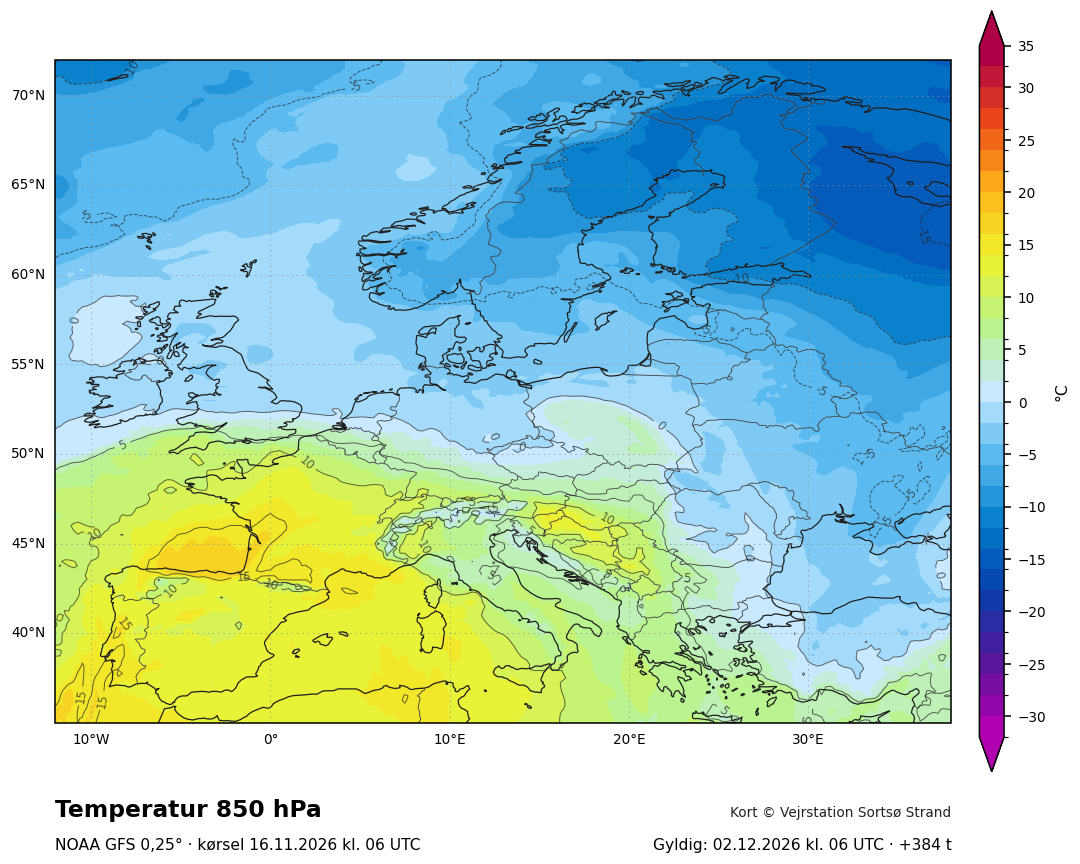 35
30
25
20
15
10
5
0
−5
−10
−15
−20
−25
−30
°C
70°N
65°N
60°N
55°N
50°N
45°N
40°N
10°W
0°
10°E
20°E
30°E
Temperatur 850 hPa
Kort © Vejrstation Sortsø Strand
NOAA GFS 0,25° · kørsel 16.11.2026 kl. 06 UTC
Gyldig: 02.12.2026 kl. 06 UTC · +384 t